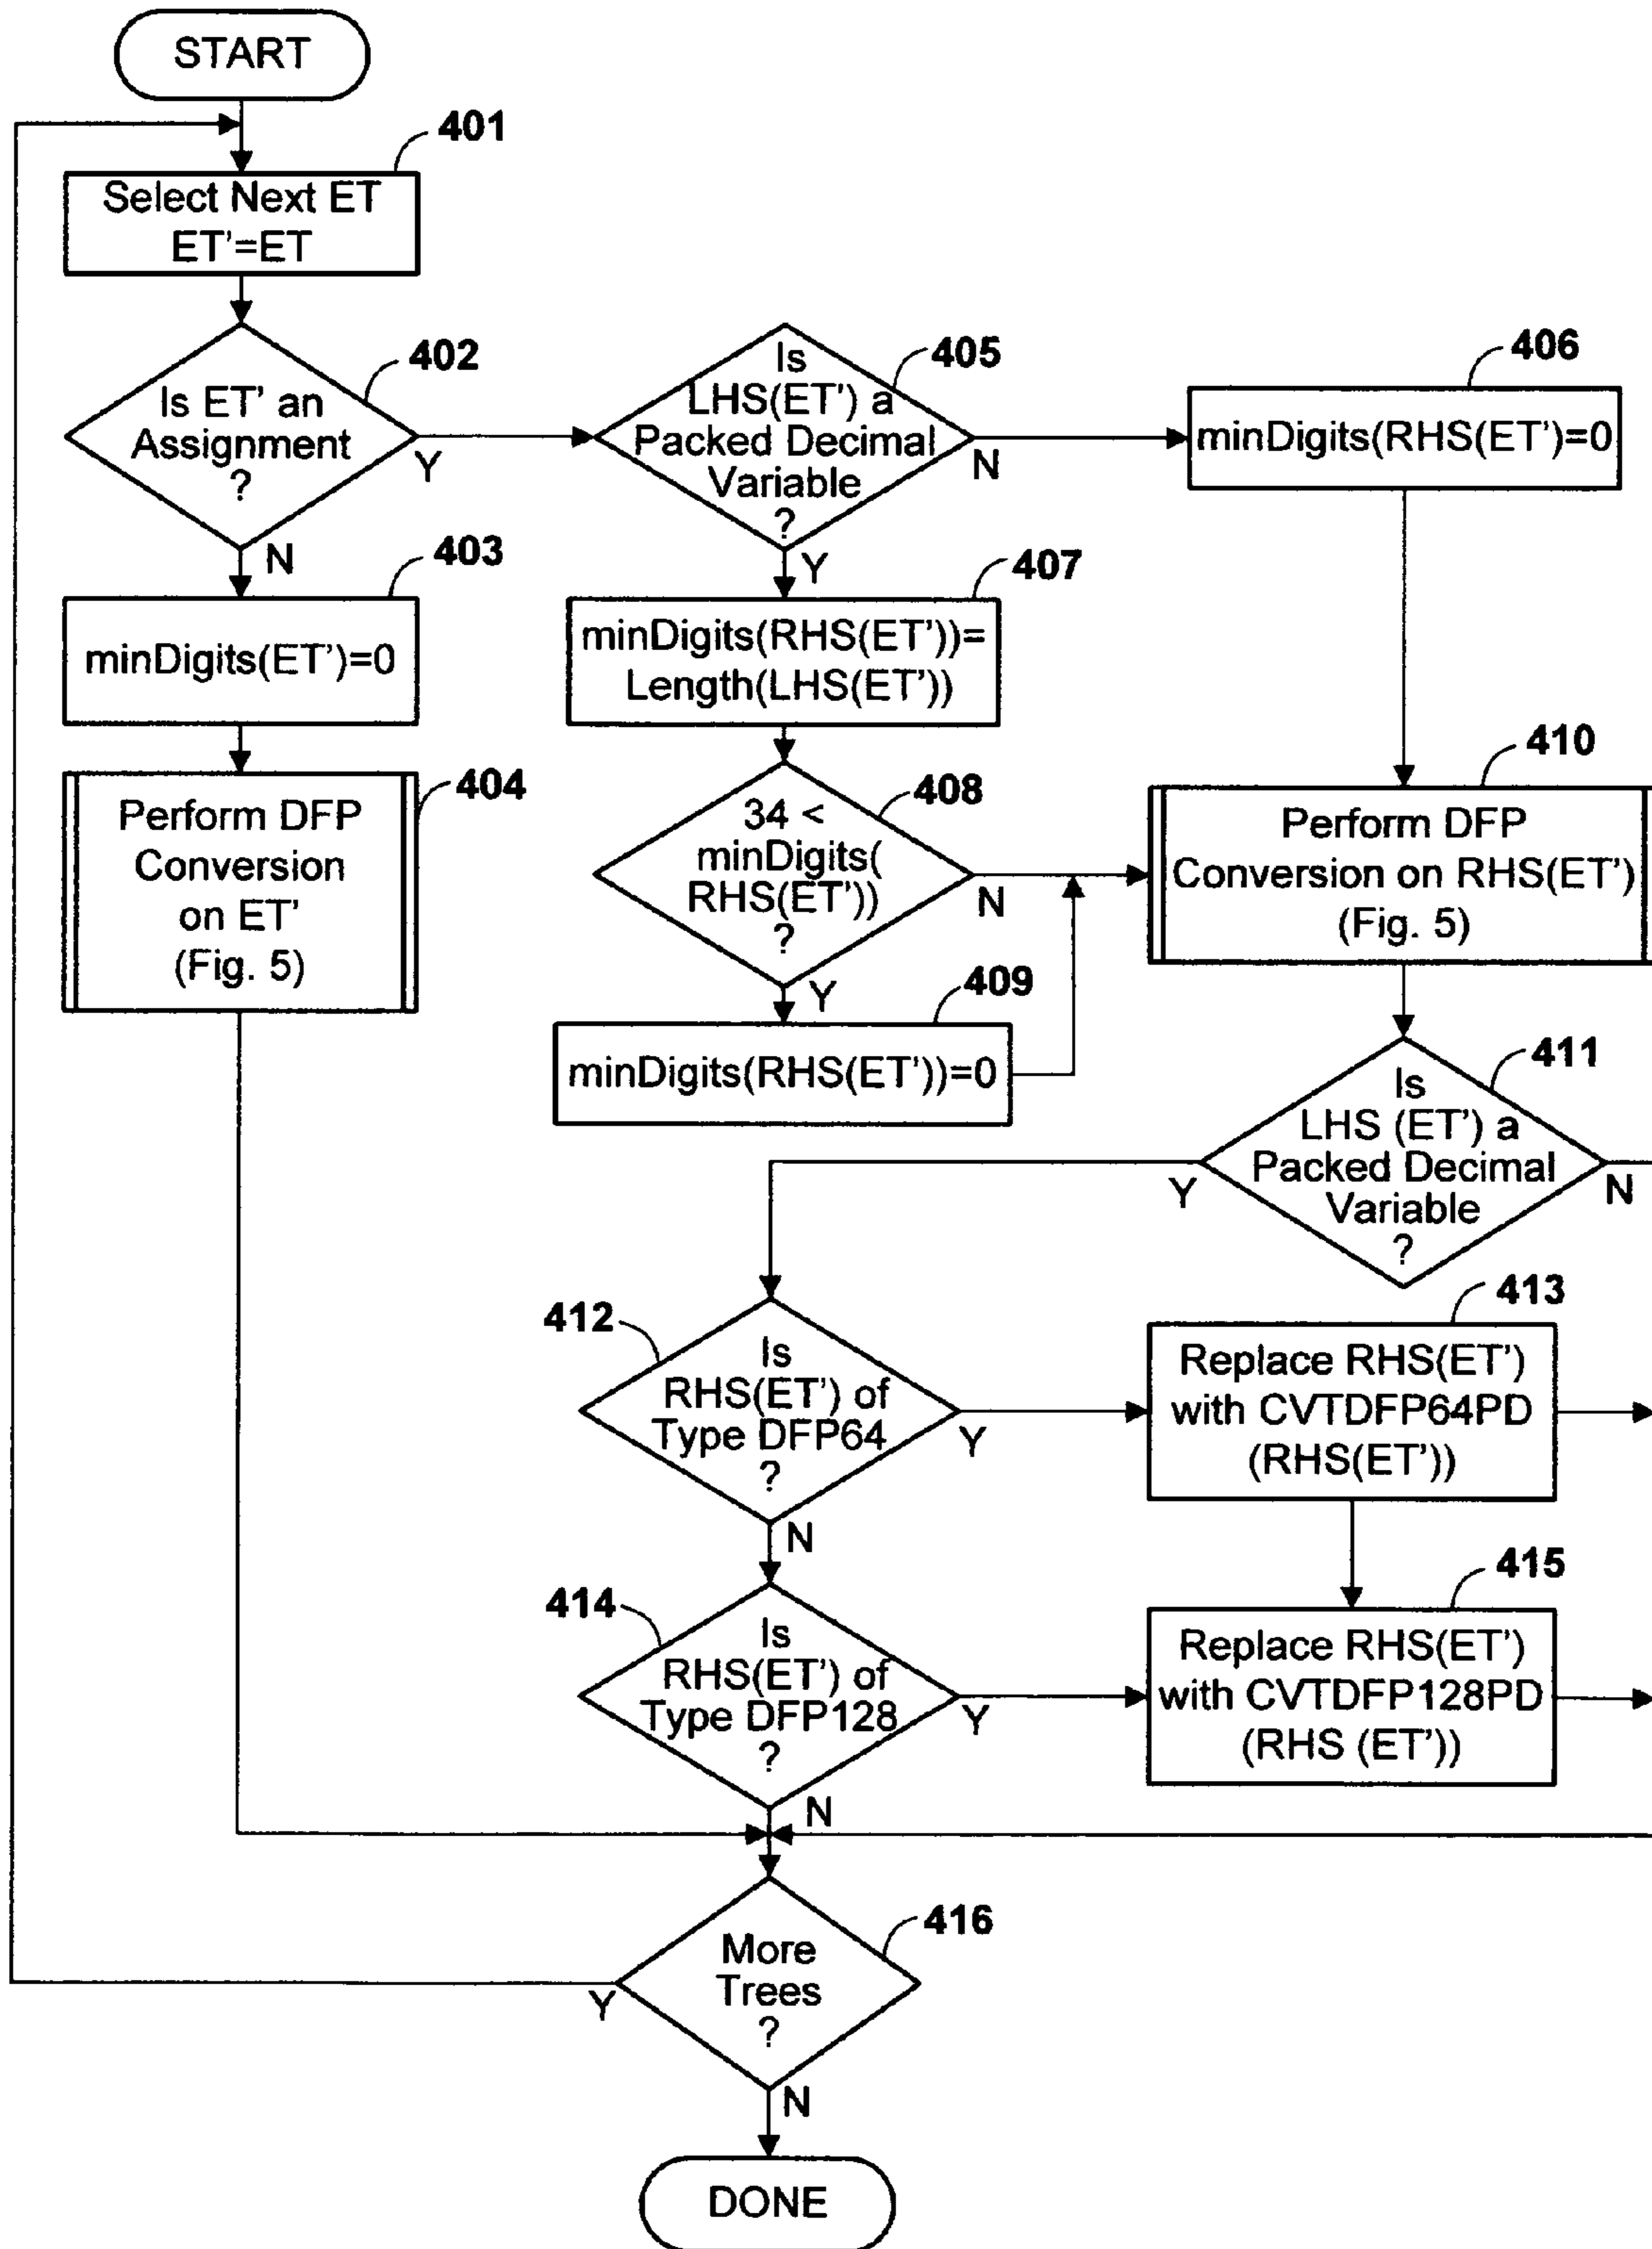 START
401
Select Next ET
ET'=ET
402
Is ET' an
Assignment
?
Y
N
403
minDigits(ET')=0
404
Perform DFP
Conversion
on ET'
(Fig. 5)
405
Is
LHS(ET') a
Packed Decimal
Variable
?
N
Y
406
minDigits(RHS(ET')=0
407
minDigits(RHS(ET'))=
Length(LHS(ET'))
408
34 <
minDigits(
RHS(ET'))
?
N
Y
409
minDigits(RHS(ET'))=0
410
Perform DFP
Conversion on RHS(ET')
(Fig. 5)
411
Is
LHS (ET') a
Packed Decimal
Variable
?
Y
N
412
Is
RHS(ET') of
Type DFP64
?
Y
N
413
Replace RHS(ET')
with CVTDFP64PD
(RHS(ET'))
414
Is
RHS(ET') of
Type DFP128
?
Y
N
415
Replace RHS(ET')
with CVTDFP128PD
(RHS (ET'))
416
More
Trees
?
Y
N
DONE